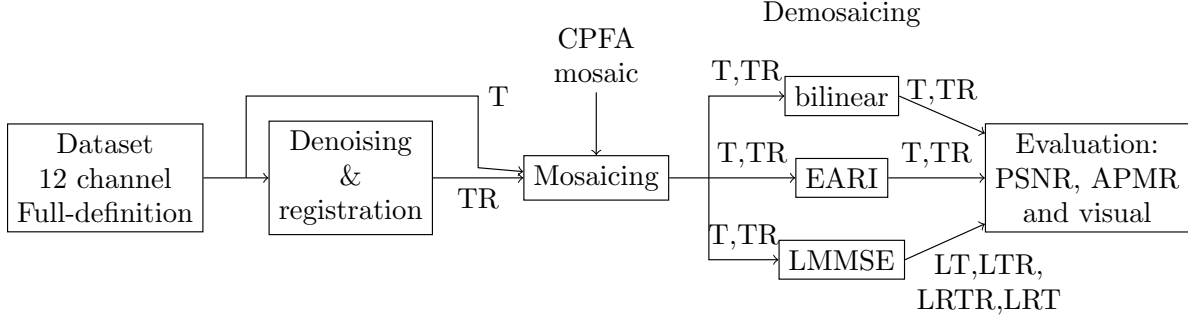 Demosaicing
CPFA
mosaic
T
T,TR
bilinear
T,TR
Dataset
12 channel
Full-definition
Denoising
&
registration
TR
Mosaicing
T,TR
EARI
T,TR
Evaluation:
PSNR, APMR
and visual
T,TR
LMMSE
LT,LTR,
LRTR,LRT